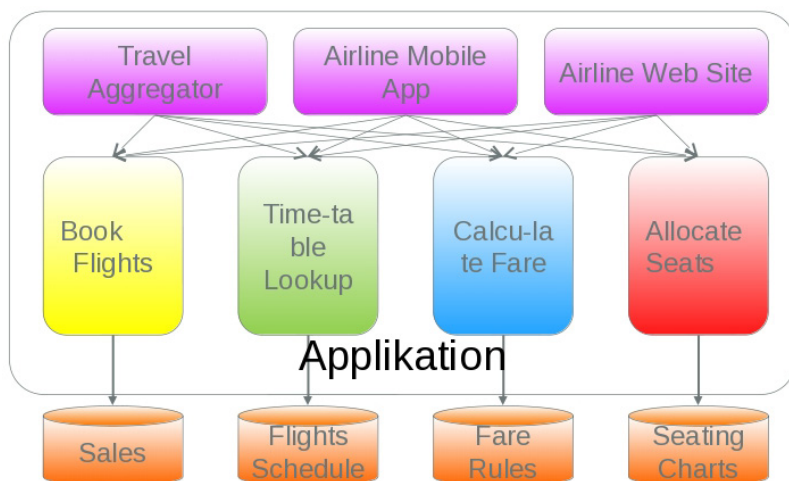 Travel
Aggregator
Airline Mobile
App
Airline Web Site
Book
Flights
Time-ta
ble
Lookup
Calcu-la
te Fare
Allocate
Seats
Applikation
Sales
Flights
Schedule
Fare
Rules
Seating
Charts